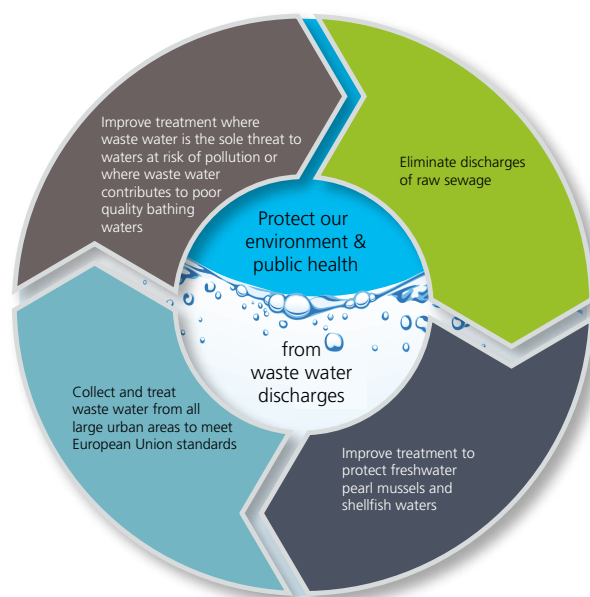 Improve treatment where
waste water is the sole threat to
waters at risk of pollution or
where waste water
contributes to poor
quality bathing
waters
Eliminate discharges
of raw sewage
Protect our
environment &
public health
from
waste water
discharges
Collect and treat
waste water from all
large urban areas to meet
European Union standards
Improve treatment to
protect freshwater
pearl mussels and
shellfish waters